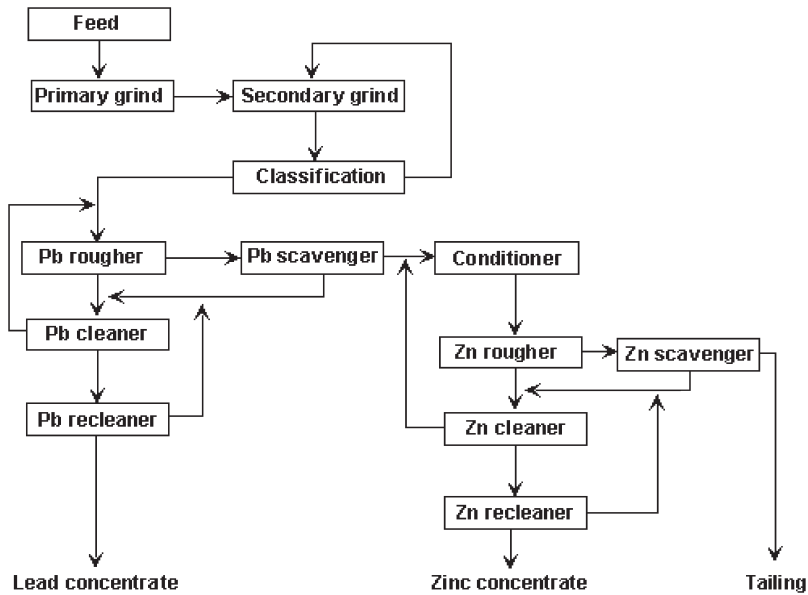 Feed
Primary grind
Secondary grind
Classification
Pb rougher
Pb scavenger
Conditioner
Pb cleaner
Zn rougher
Zn scavenger
Pb recleaner
Zn cleaner
Zn recleaner
Lead concentrate
Zinc concentrate
Tailing